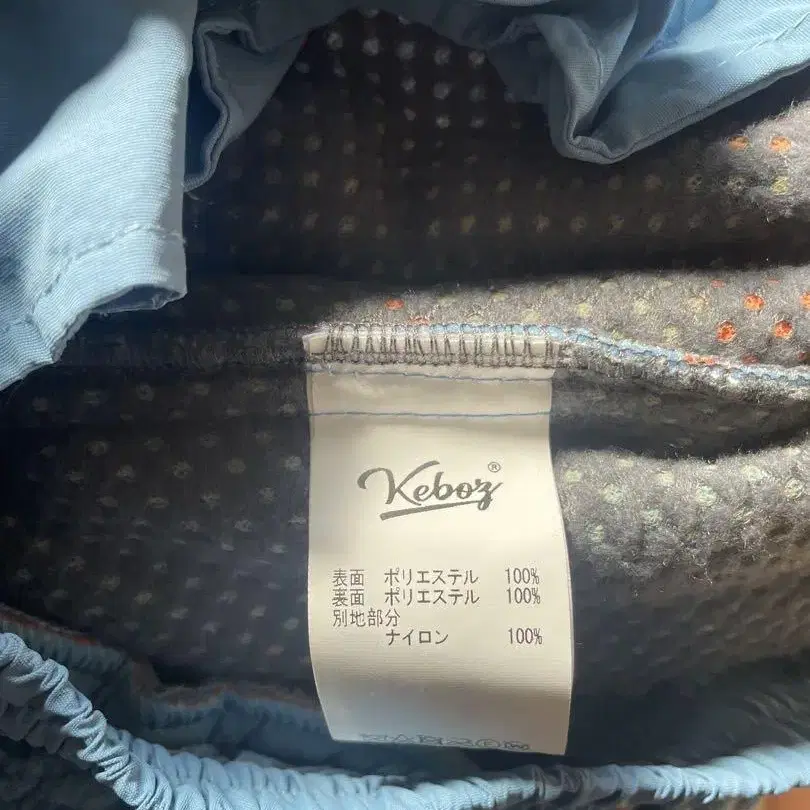 Keboz®
表面 ポリエステル 100%
裏面 ポリエステル 100%
別地部分
ナイロン 100%